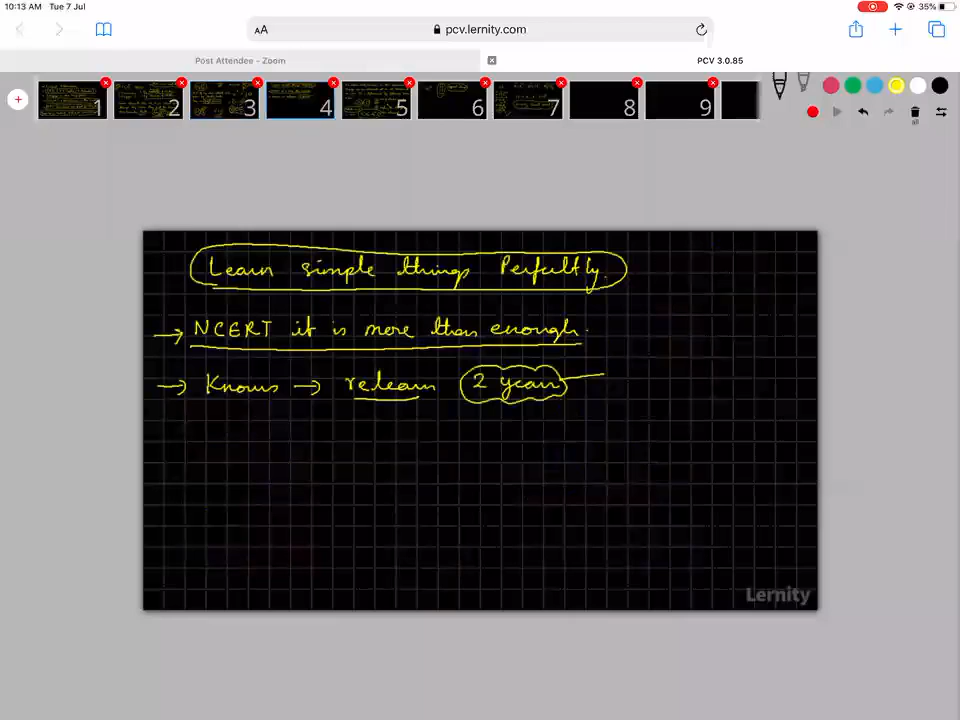 10:13 AM Tue 7 Jul
35%
AA
pcv.lernity.com
Post Attendee - Zoom
PCV 3.0.85
1 2 3 4 5 6 7 8 9
all
Learn simple things Perfectly.
→ NCERT it is more than enough.
→ Knows → relearn 2 year
Lernity